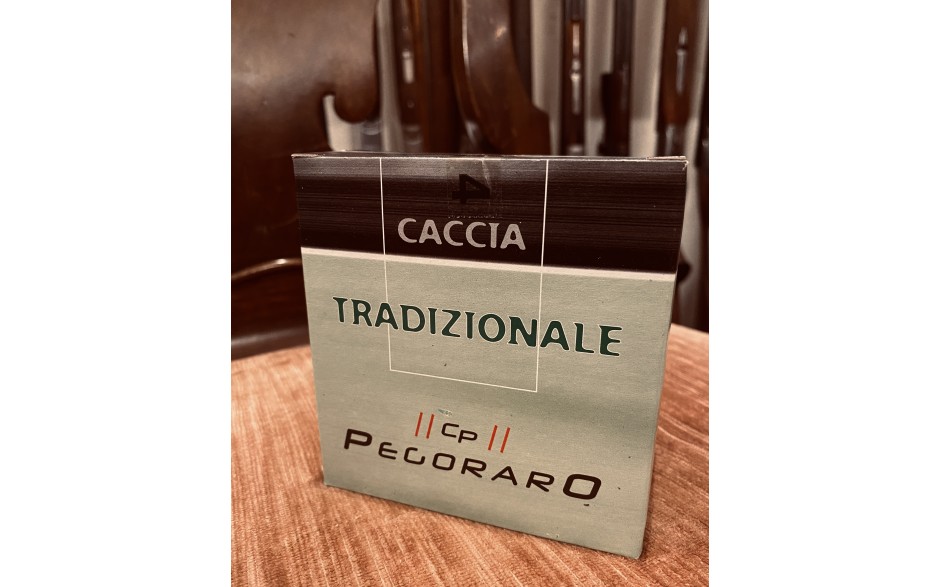 4
CACCIA
TRADIZIONALE
CP
PEGORARO